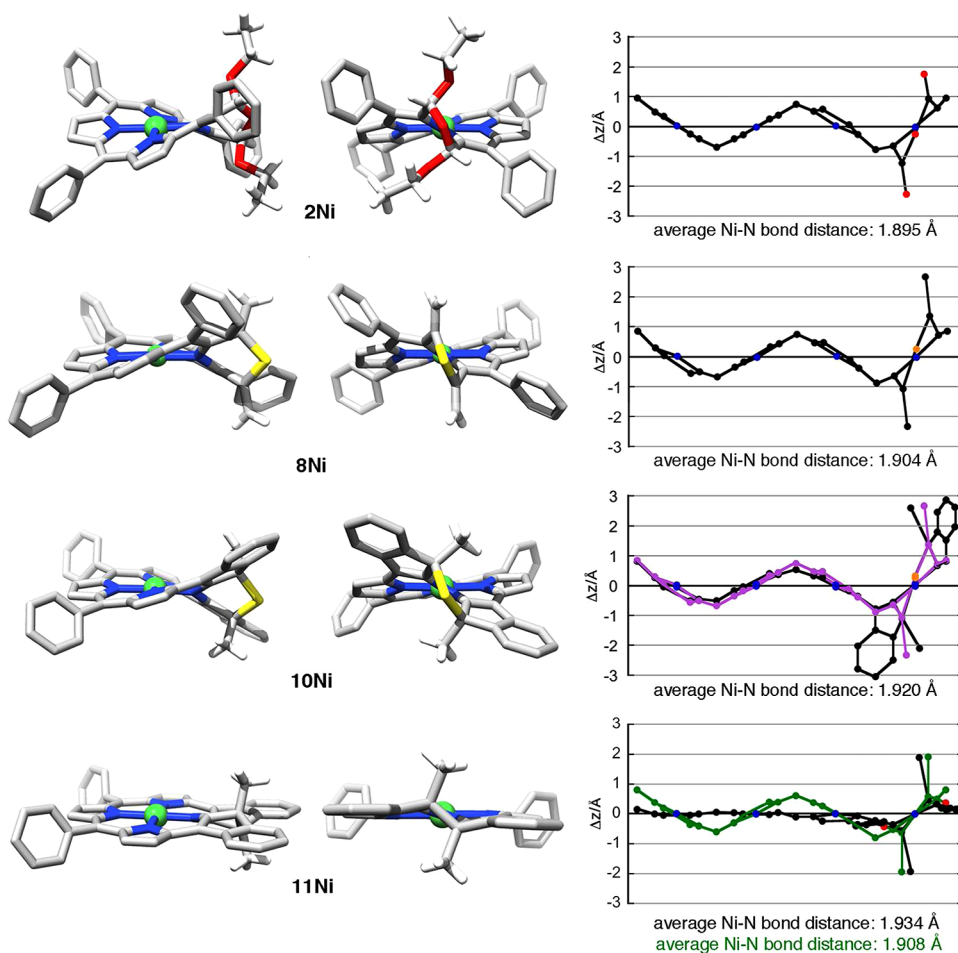 3
2
1
0
-1
-2
-3
Δz/Å
2Ni
average Ni-N bond distance: 1.895 Å
3
2
1
0
-1
-2
-3
Δz/Å
8Ni
average Ni-N bond distance: 1.904 Å
3
2
1
0
-1
-2
-3
Δz/Å
10Ni
average Ni-N bond distance: 1.920 Å
3
2
1
0
-1
-2
-3
Δz/Å
11Ni
average Ni-N bond distance: 1.934 Å
average Ni-N bond distance: 1.908 Å